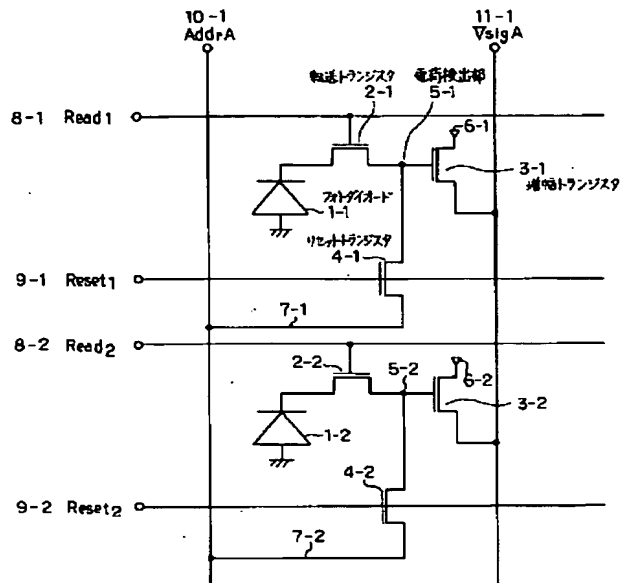 10-1
AddrA
11-1
VsigA
転送トランジスタ
2-1
電荷検出部
5-1
8-1 Read1
6-1
3-1
増幅トランジスタ
フォトダイオード
1-1
リセットトランジスタ
4-1
9-1 Reset1
7-1
8-2 Read2
2-2
5-2
6-2
3-2
1-2
4-2
9-2 Reset2
7-2